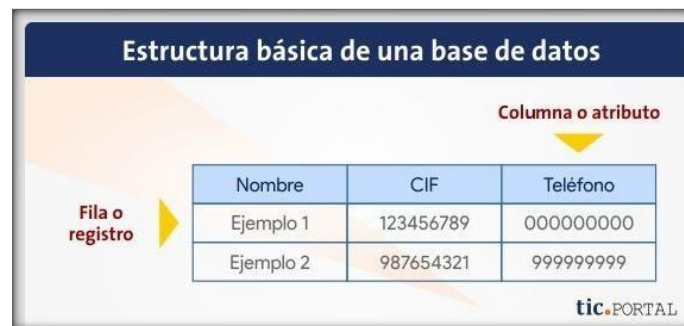 Estructura básica de una base de datos
Columna o atributo
Nombre CIF Teléfono
Fila o
registro
Ejemplo 1 123456789 000000000
Ejemplo 2 987654321 999999999
tic.PORTAL